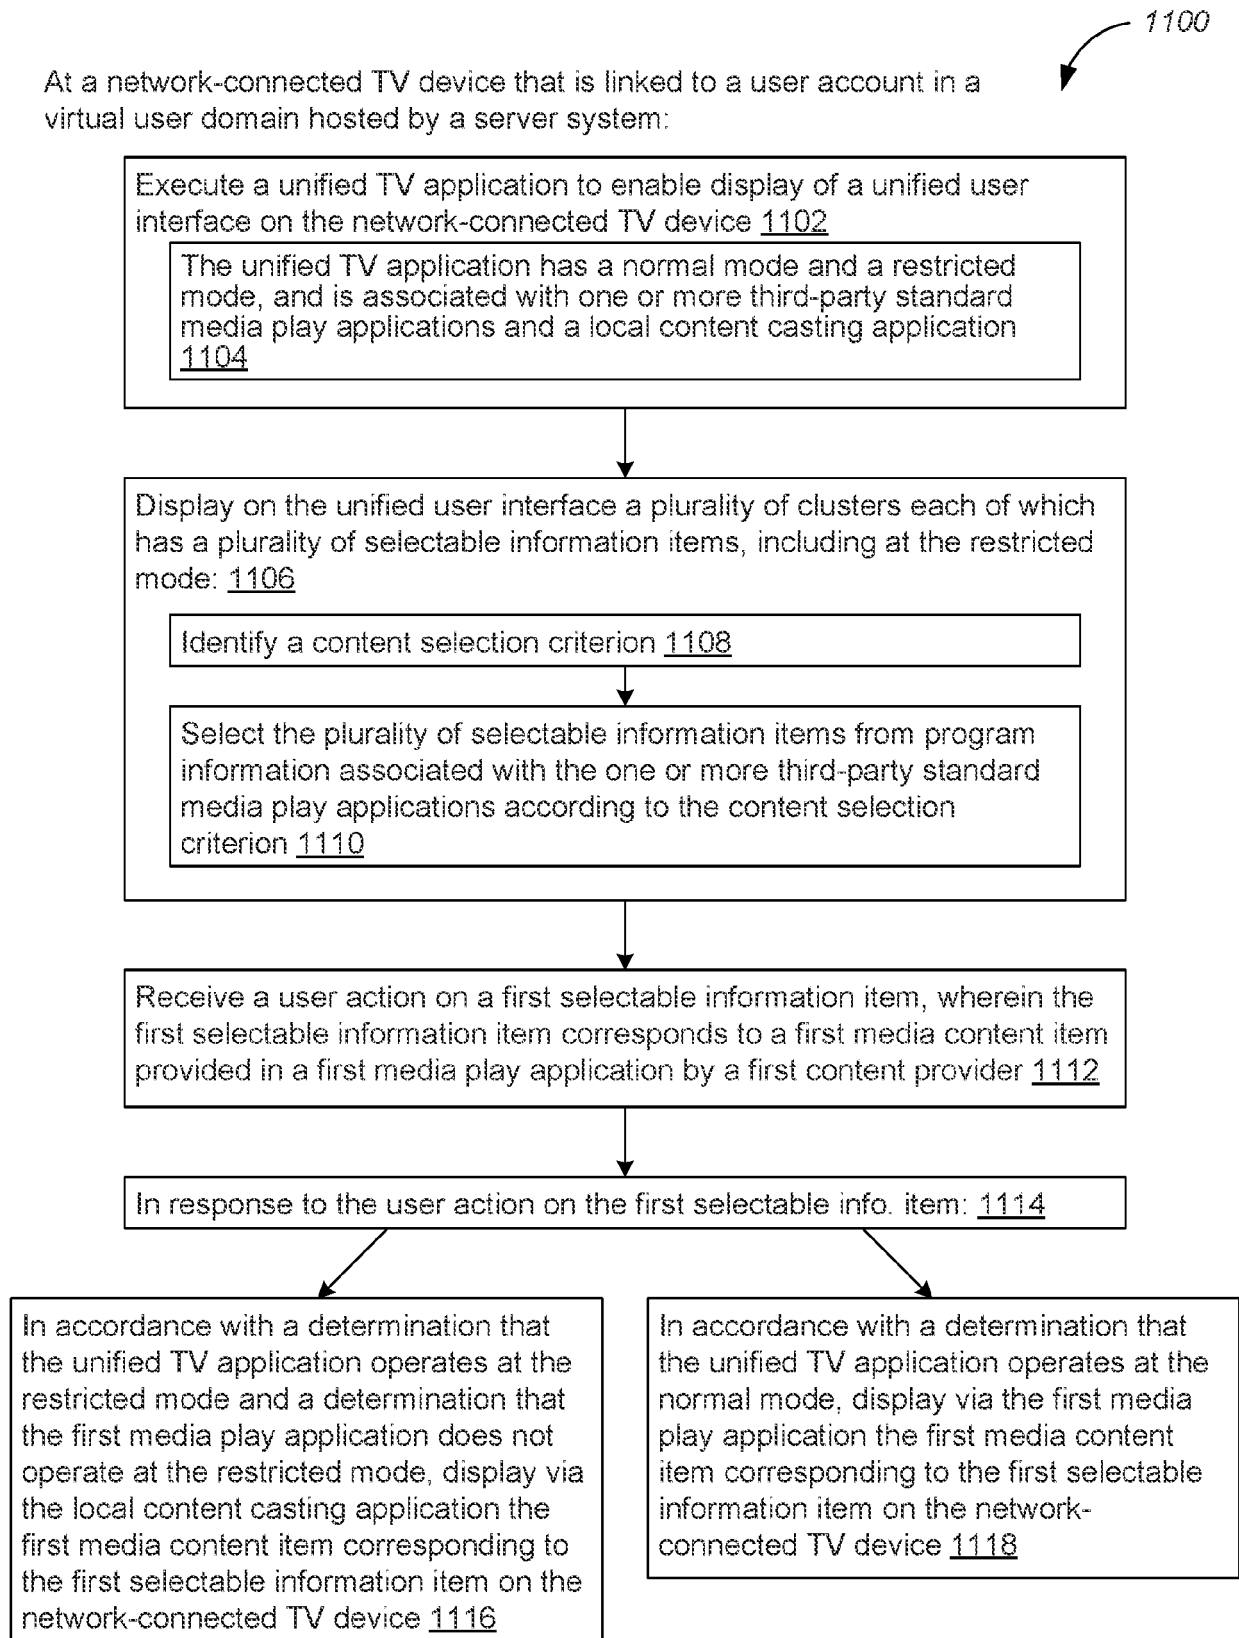 1100
At a network-connected TV device that is linked to a user account in a
virtual user domain hosted by a server system:
Execute a unified TV application to enable display of a unified user
interface on the network-connected TV device 1102
The unified TV application has a normal mode and a restricted
mode, and is associated with one or more third-party standard
media play applications and a local content casting application
1104
Display on the unified user interface a plurality of clusters each of which
has a plurality of selectable information items, including at the restricted
mode: 1106
Identify a content selection criterion 1108
Select the plurality of selectable information items from program
information associated with the one or more third-party standard
media play applications according to the content selection
criterion 1110
Receive a user action on a first selectable information item, wherein the
first selectable information item corresponds to a first media content item
provided in a first media play application by a first content provider 1112
In response to the user action on the first selectable info. item: 1114
In accordance with a determination that
the unified TV application operates at the
restricted mode and a determination that
the first media play application does not
operate at the restricted mode, display via
the local content casting application the
first media content item corresponding to
the first selectable information item on the
network-connected TV device 1116
In accordance with a determination that
the unified TV application operates at the
normal mode, display via the first media
play application the first media content
item corresponding to the first selectable
information item on the network-
connected TV device 1118